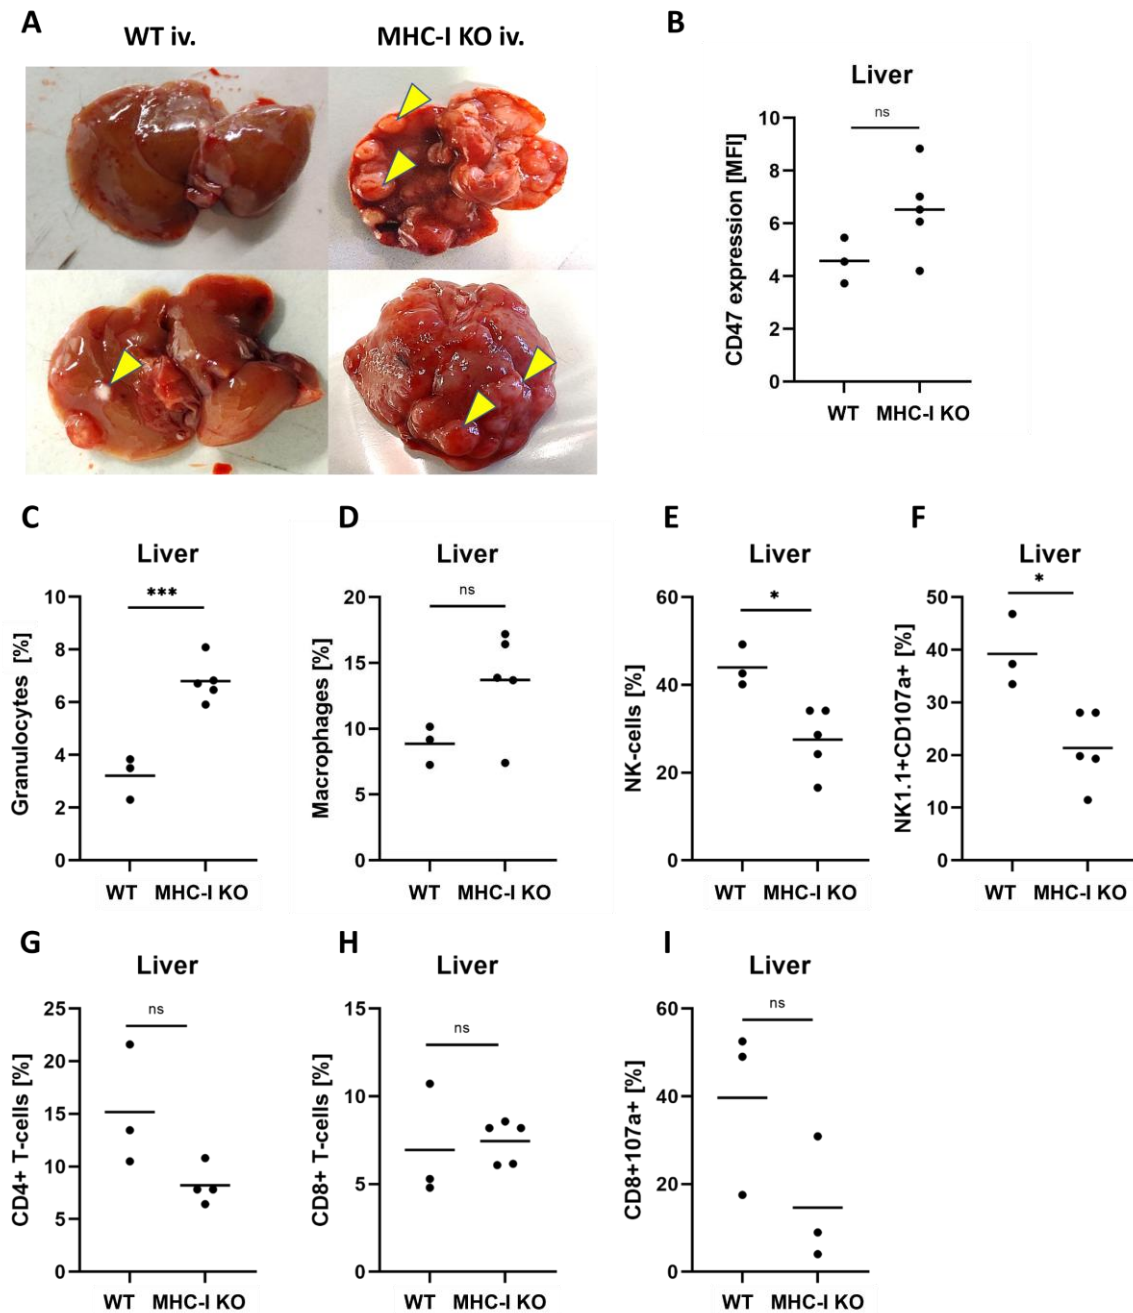 A
WT iv.
MHC-I KO iv.
B
Liver
ns
CD47 expression [MFI]
10
8
6
4
2
0
WT
MHC-I KO
C
Liver
***
Granulocytes [%]
10
8
6
4
2
0
WT
MHC-I KO
D
Liver
ns
Macrophages [%]
20
15
10
5
0
WT
MHC-I KO
E
Liver
*
NK-cells [%]
60
40
20
0
WT
MHC-I KO
F
Liver
*
NK1.1+CD107a+ [%]
50
40
30
20
10
0
WT
MHC-I KO
G
Liver
ns
CD4+ T-cells [%]
25
20
15
10
5
0
WT
MHC-I KO
H
Liver
ns
CD8+ T-cells [%]
15
10
5
0
WT
MHC-I KO
I
Liver
ns
CD8+107a+ [%]
60
40
20
0
WT
MHC-I KO